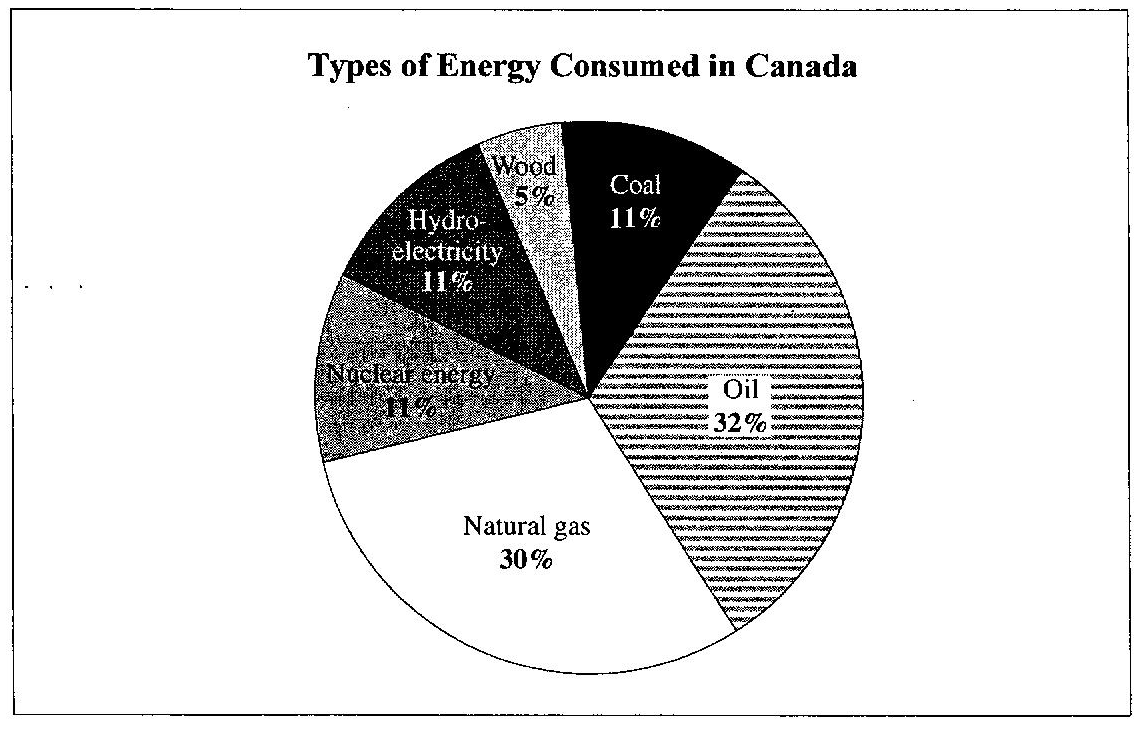 Types of Energy Consumed in Canada
Wood
5%
Coal
11%
Hydro-
electricity
11%
Nuclear energy
11%
Oil
32%
Natural gas
30%